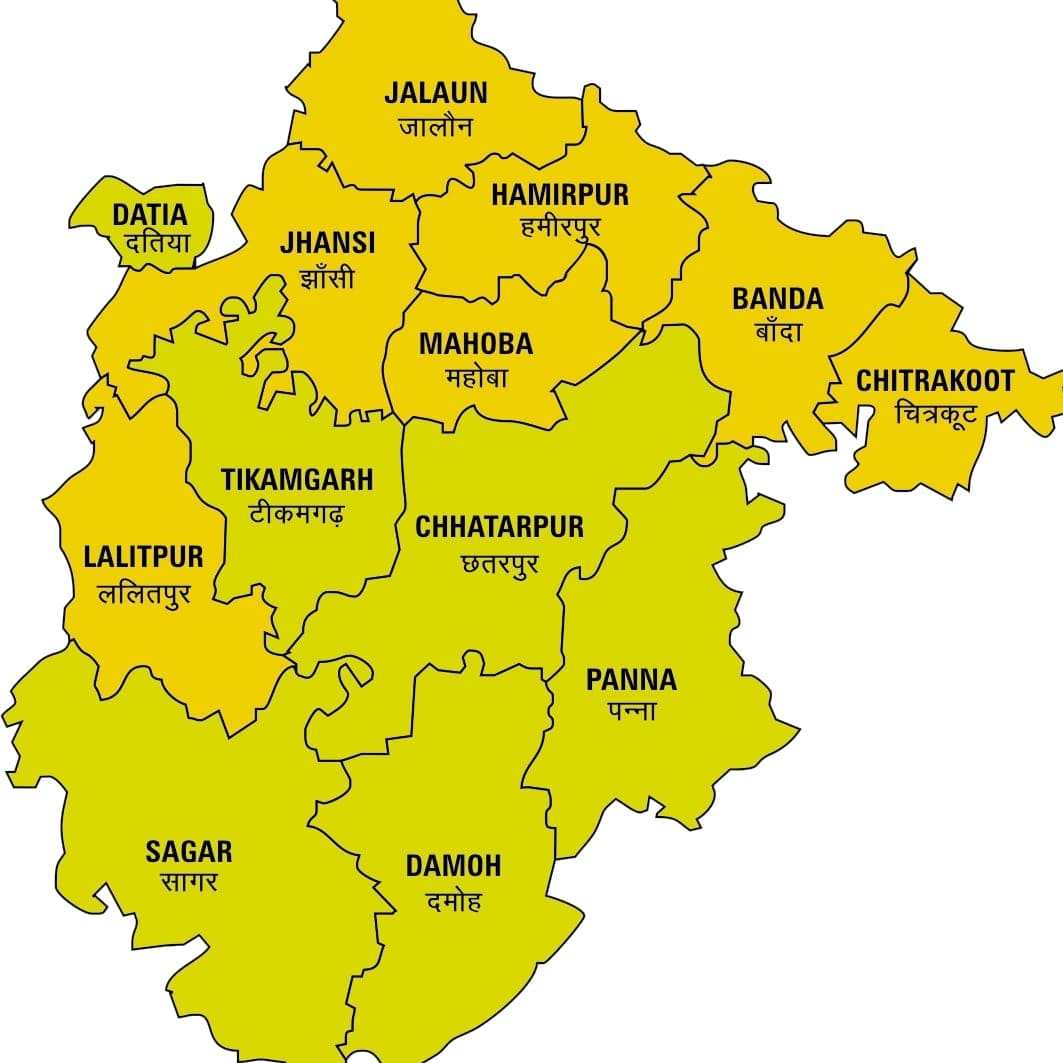 JALAUN
जालौन
HAMIRPUR
हमीरपुर
DATIA
दतिया
JHANSI
झाँसी
BANDA
बाँदा
MAHOBA
महोबा
CHITRAKOOT
चित्रकूट
TIKAMGARH
टीकमगढ़
CHHATARPUR
छतरपुर
LALITPUR
ललितपुर
PANNA
पन्ना
SAGAR
सागर
DAMOH
दमोह